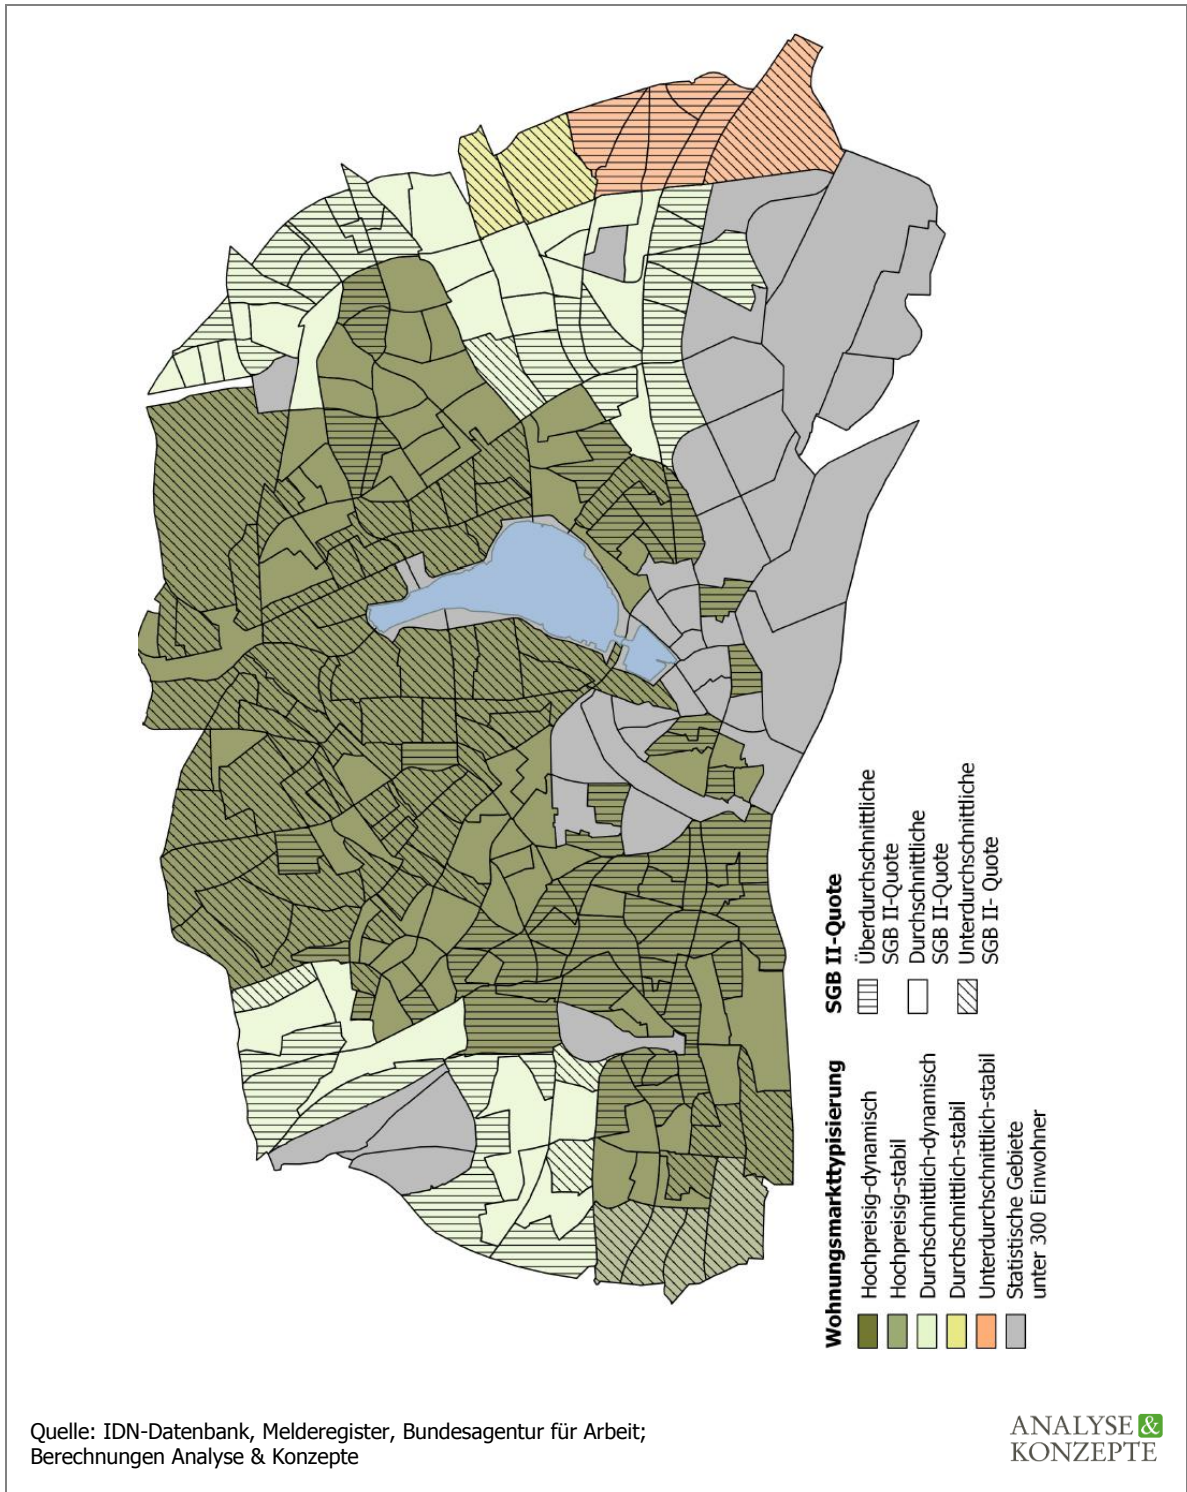 SGB II-Quote
Überdurchschnittliche
SGB II-Quote
Durchschnittliche
SGB II-Quote
Unterdurchschnittliche
SGB II- Quote
Wohnungsmarkttypisierung
Hochpreisig-dynamisch
Hochpreisig-stabil
Durchschnittlich-dynamisch
Durchschnittlich-stabil
Unterdurchschnittlich-stabil
Statistische Gebiete
unter 300 Einwohner
Quelle: IDN-Datenbank, Melderegister, Bundesagentur für Arbeit;
Berechnungen Analyse & Konzepte
ANALYSE &
KONZEPTE